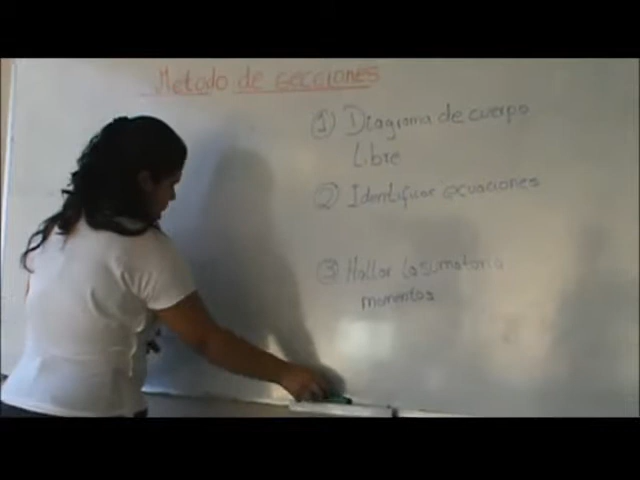 Metodo de secciones
① Diagrama de cuerpo
Libre
② Identificar ecuaciones
③ Hallar la sumatoria
momentos